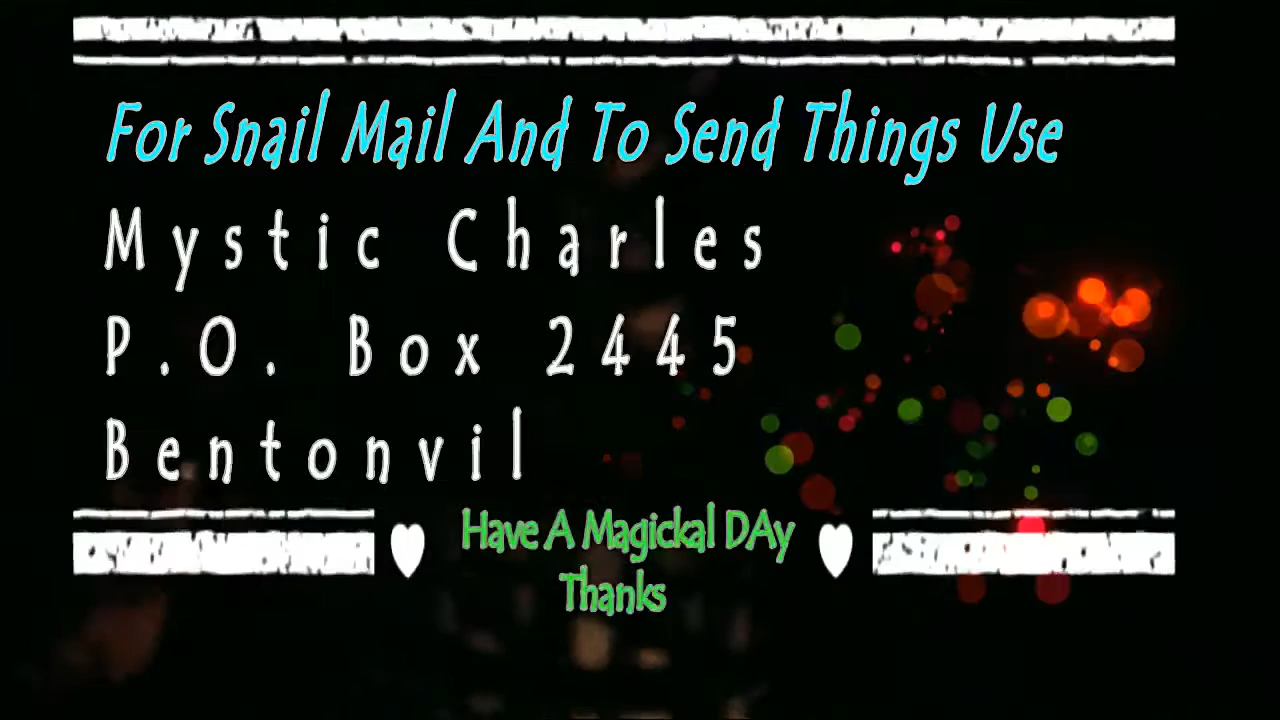 For Snail Mail And To Send Things Use
Mystic Charles
P.O. Box 2445
Bentonvil
Have A Magickal DAy
Thanks